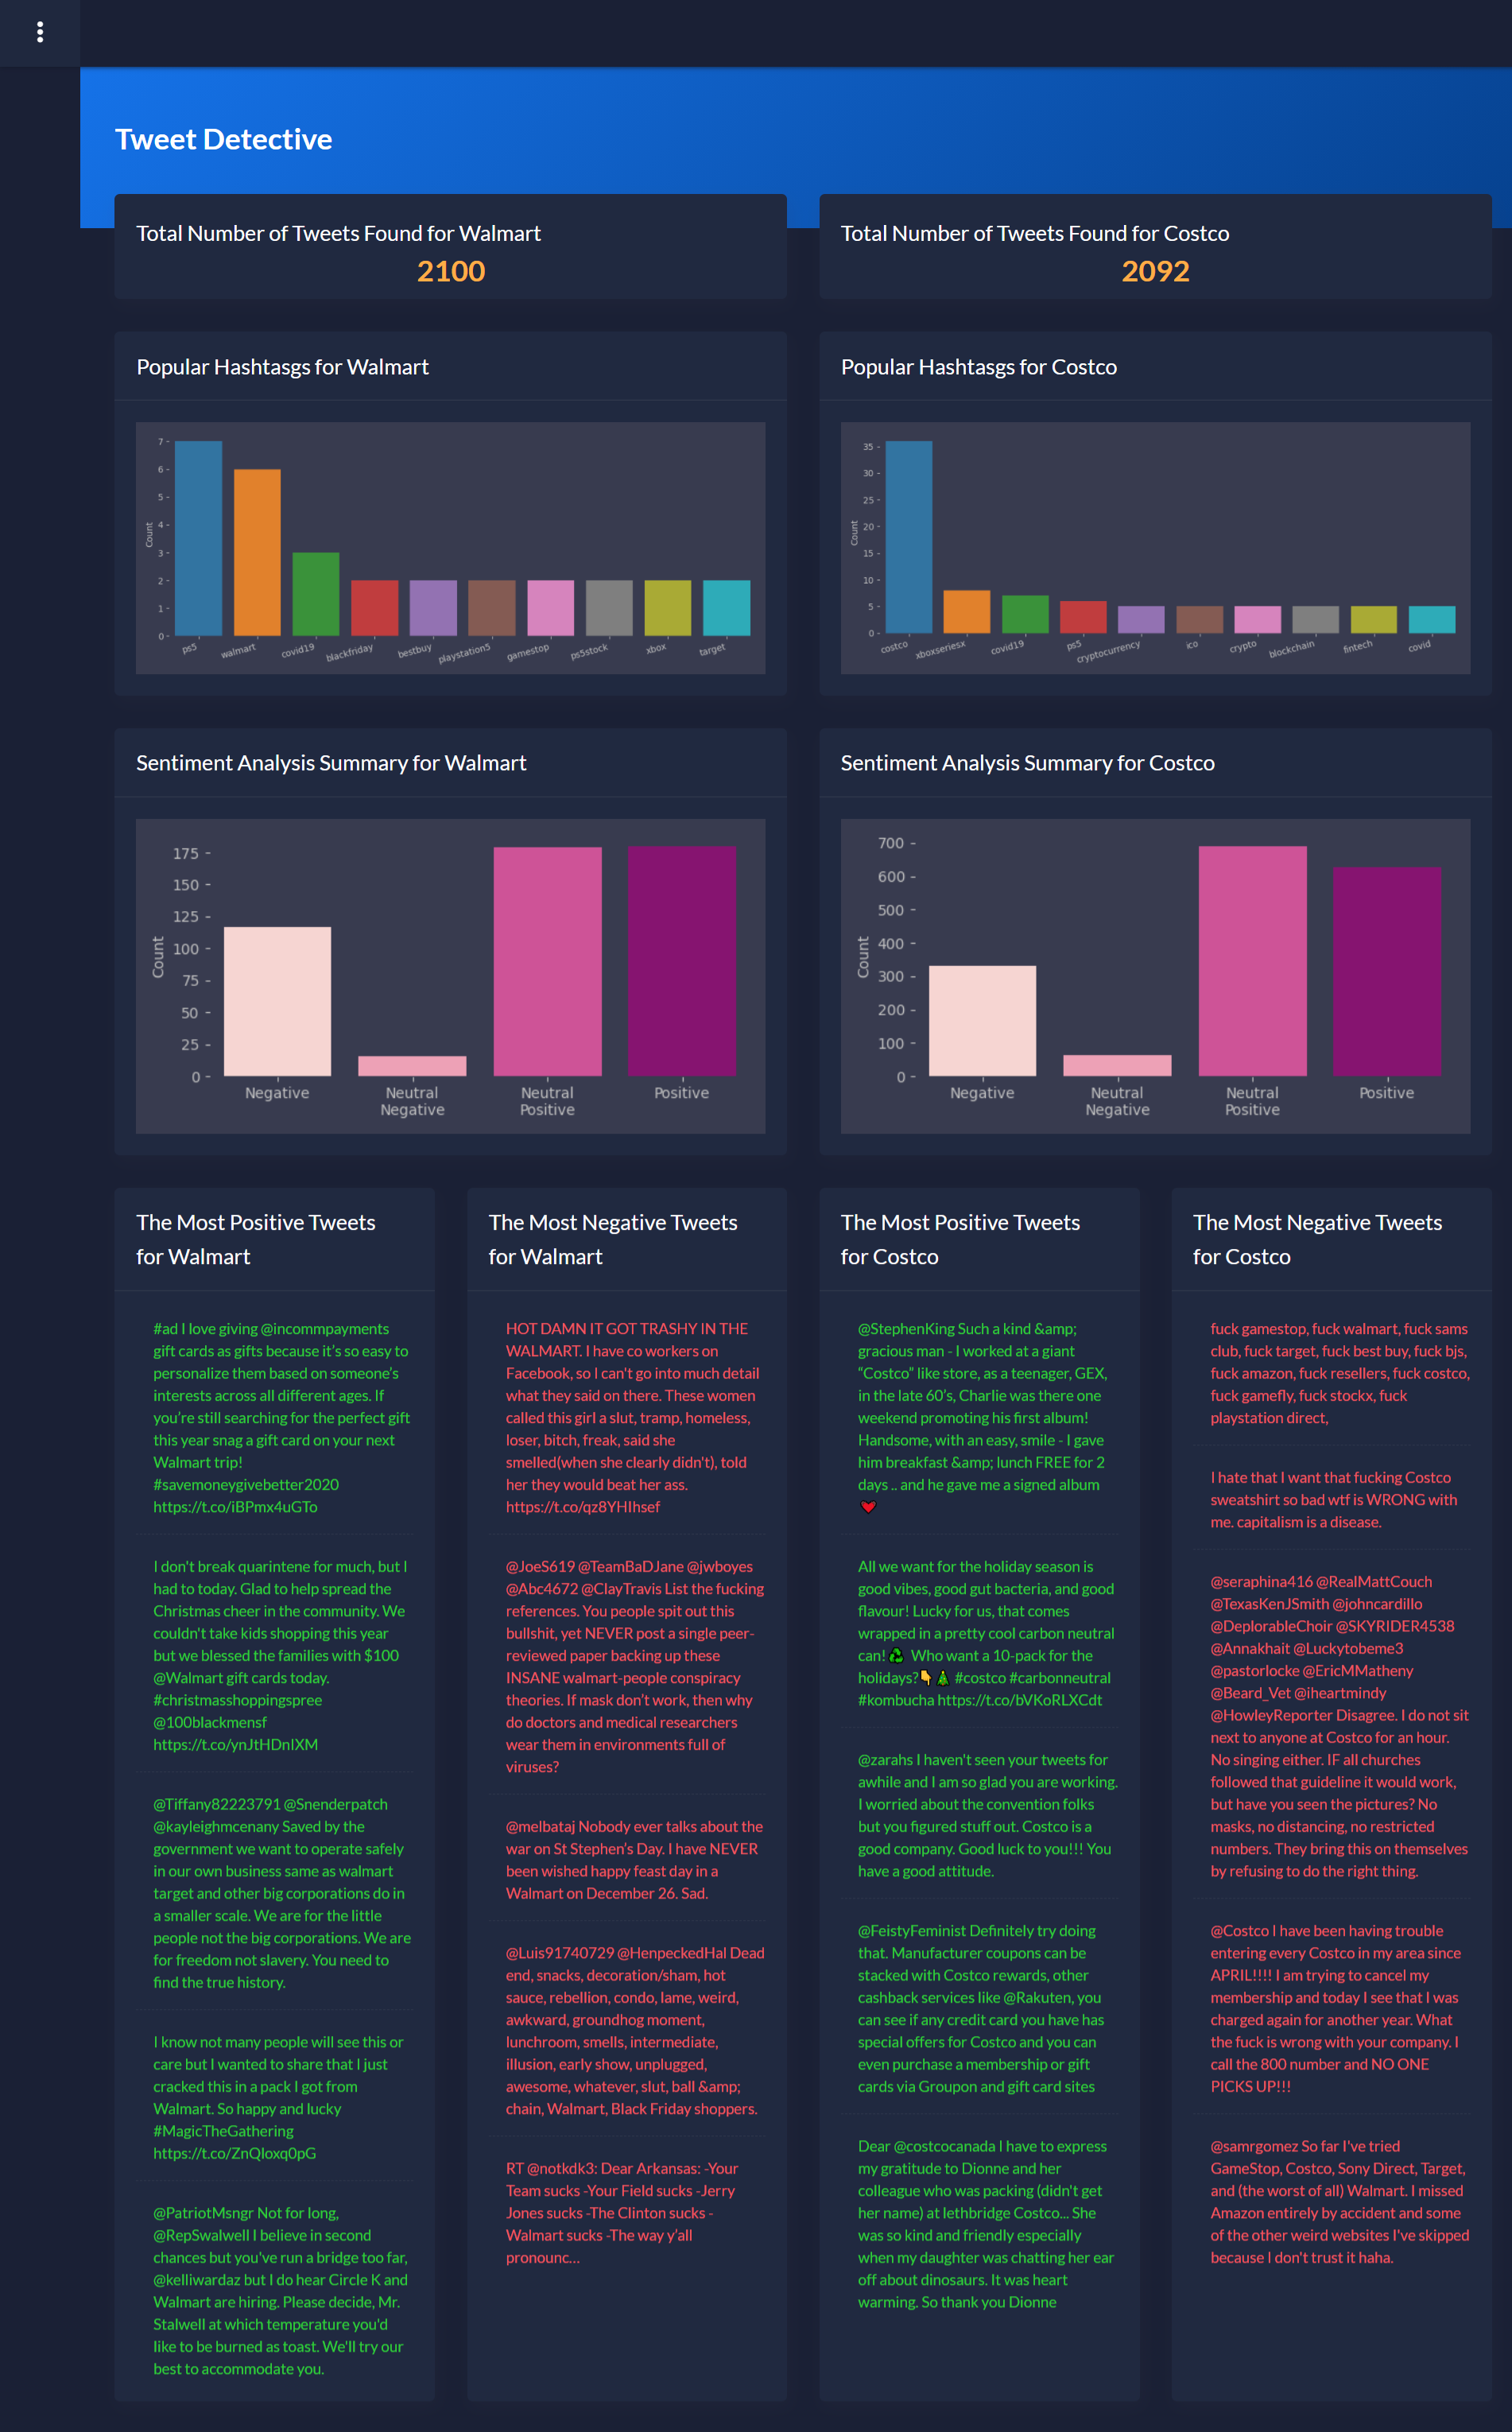 Tweet Detective
Total Number of Tweets Found for Walmart
2100
Total Number of Tweets Found for Costco
2092
Popular Hashtasgs for Walmart
7
6
5
4
3
2
1
0
Count
ps5
walmart
covid19
blackfriday
bestbuy
playstation5
gamestop
ps5stock
xbox
target
Popular Hashtasgs for Costco
35
30
25
20
15
10
5
0
Count
costco
xboxseriesx
covid19
ps5
cryptocurrency
ico
crypto
blockchain
fintech
covid
Sentiment Analysis Summary for Walmart
175
150
125
100
75
50
25
0
Count
Negative
Neutral
Negative
Neutral
Positive
Positive
Sentiment Analysis Summary for Costco
700
600
500
400
300
200
100
0
Count
Negative
Neutral
Negative
Neutral
Positive
Positive
The Most Positive Tweets
for Walmart
#ad I love giving @incommpayments
gift cards as gifts because it's so easy to
personalize them based on someone's
interests across all different ages. If
you're still searching for the perfect gift
this year snag a gift card on your next
Walmart trip!
#savemoneygivebetter2020
https://t.co/iBPmx4uGTo
I don't break quarintene for much, but I
had to today. Glad to help spread the
Christmas cheer in the community. We
couldn't take kids shopping this year
but we blessed the families with $100
@Walmart gift cards today.
#christmasshoppingspree
@100blackmensf
https://t.co/ynJtHDnIXM
@Tiffany82223791 @Snenderpatch
@kayleighmcenany Saved by the
government we want to operate safely
in our own business same as walmart
target and other big corporations do in
a smaller scale. We are for the little
people not the big corporations. We are
for freedom not slavery. You need to
find the true history.
I know not many people will see this or
care but I wanted to share that I just
cracked this in a pack I got from
Walmart. So happy and lucky
#MagicTheGathering
https://t.co/ZnQloxq0pG
@PatriotMsngr Not for long,
@RepSwalwell I believe in second
chances but you've run a bridge too far,
@kelliwardaz but I do hear Circle K and
Walmart are hiring. Please decide, Mr.
Stalwell at which temperature you'd
like to be burned as toast. We'll try our
best to accommodate you.
The Most Negative Tweets
for Walmart
HOT DAMN IT GOT TRASHY IN THE
WALMART. I have co workers on
Facebook, so I can't go into much detail
what they said on there. These women
called this girl a slut, tramp, homeless,
loser, bitch, freak, said she
smelled(when she clearly didn't), told
her they would beat her ass.
https://t.co/qz8YHIhsef
@JoeS619 @TeamBaDJane @jwboyes
@Abc4672 @ClayTravis List the fucking
references. You people spit out this
bullshit, yet NEVER post a single peer-
reviewed paper backing up these
INSANE walmart-people conspiracy
theories. If mask don't work, then why
do doctors and medical researchers
wear them in environments full of
viruses?
@melbataj Nobody ever talks about the
war on St Stephen's Day. I have NEVER
been wished happy feast day in a
Walmart on December 26. Sad.
@Luis91740729 @HenpeckedHal Dead
end, snacks, decoration/sham, hot
sauce, rebellion, condo, lame, weird,
awkward, groundhog moment,
lunchroom, smells, intermediate,
illusion, early show, unplugged,
awesome, whatever, slut, ball &amp;
chain, Walmart, Black Friday shoppers.
RT @notkdk3: Dear Arkansas: -Your
Team sucks -Your Field sucks -Jerry
Jones sucks -The Clinton sucks -
Walmart sucks -The way y'all
pronounc…
The Most Positive Tweets
for Costco
@StephenKing Such a kind &amp;
gracious man - I worked at a giant
“Costco” like store, as a teenager, GEX,
in the late 60's, Charlie was there one
weekend promoting his first album!
Handsome, with an easy, smile - I gave
him breakfast &amp; lunch FREE for 2
days .. and he gave me a signed album
❤️
All we want for the holiday season is
good vibes, good gut bacteria, and good
flavour! Lucky for us, that comes
wrapped in a pretty cool carbon neutral
can!♻️ Who want a 10-pack for the
holidays?👇🎄 #costco #carbonneutral
#kombucha https://t.co/bVKoRLXCdt
@zarahs I haven't seen your tweets for
awhile and I am so glad you are working.
I worried about the convention folks
but you figured stuff out. Costco is a
good company. Good luck to you!!! You
have a good attitude.
@FeistyFeminist Definitely try doing
that. Manufacturer coupons can be
stacked with Costco rewards, other
cashback services like @Rakuten, you
can see if any credit card you have has
special offers for Costco and you can
even purchase a membership or gift
cards via Groupon and gift card sites
Dear @costcocanada I have to express
my gratitude to Dionne and her
colleague who was packing (didn't get
her name) at lethbridge Costco... She
was so kind and friendly especially
when my daughter was chatting her ear
off about dinosaurs. It was heart
warming. So thank you Dionne
The Most Negative Tweets
for Costco
fuck gamestop, fuck walmart, fuck sams
club, fuck target, fuck best buy, fuck bjs,
fuck amazon, fuck resellers, fuck costco,
fuck gamefly, fuck stockx, fuck
playstation direct,
I hate that I want that fucking Costco
sweatshirt so bad wtf is WRONG with
me. capitalism is a disease.
@seraphina416 @RealMattCouch
@TexasKenJSmith @johncardillo
@DeplorableChoir @SKYRIDER4538
@Annakhait @Luckytobeme3
@pastorlocke @EricMMatheny
@Beard_Vet @iheartmindy
@HowleyReporter Disagree. I do not sit
next to anyone at Costco for an hour.
No singing either. IF all churches
followed that guideline it would work,
but have you seen the pictures? No
masks, no distancing, no restricted
numbers. They bring this on themselves
by refusing to do the right thing.
@Costco I have been having trouble
entering every Costco in my area since
APRIL!!!! I am trying to cancel my
membership and today I see that I was
charged again for another year. What
the fuck is wrong with your company. I
call the 800 number and NO ONE
PICKS UP!!!
@samrgomez So far I've tried
GameStop, Costco, Sony Direct, Target,
and (the worst of all) Walmart. I missed
Amazon entirely by accident and some
of the other weird websites I've skipped
because I don't trust it haha.